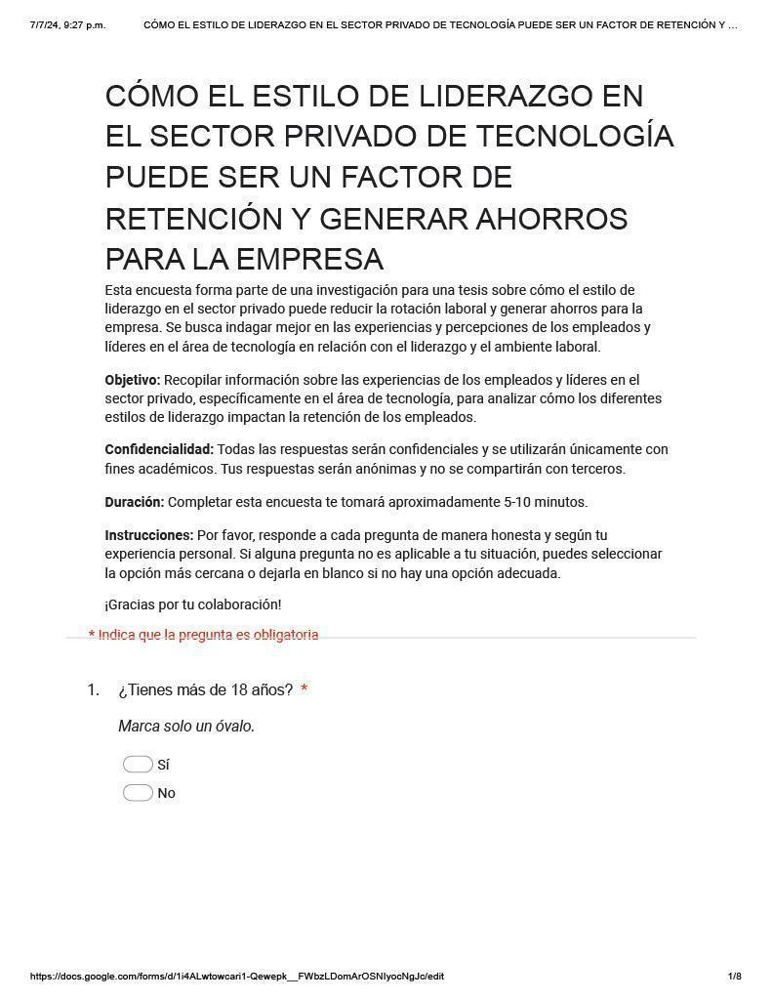 7/7/24, 9:27 p.m. CÓMO EL ESTILO DE LIDERAZGO EN EL SECTOR PRIVADO DE TECNOLOGÍA PUEDE SER UN FACTOR DE RETENCIÓN Y …
CÓMO EL ESTILO DE LIDERAZGO EN
EL SECTOR PRIVADO DE TECNOLOGÍA
PUEDE SER UN FACTOR DE
RETENCIÓN Y GENERAR AHORROS
PARA LA EMPRESA
Esta encuesta forma parte de una investigación para una tesis sobre cómo el estilo de
liderazgo en el sector privado puede reducir la rotación laboral y generar ahorros para la
empresa. Se busca indagar mejor en las experiencias y percepciones de los empleados y
líderes en el área de tecnología en relación con el liderazgo y el ambiente laboral.
Objetivo: Recopilar información sobre las experiencias de los empleados y líderes en el
sector privado, específicamente en el área de tecnología, para analizar cómo los diferentes
estilos de liderazgo impactan la retención de los empleados.
Confidencialidad: Todas las respuestas serán confidenciales y se utilizarán únicamente con
fines académicos. Tus respuestas serán anónimas y no se compartirán con terceros.
Duración: Completar esta encuesta te tomará aproximadamente 5-10 minutos.
Instrucciones: Por favor, responde a cada pregunta de manera honesta y según tu
experiencia personal. Si alguna pregunta no es aplicable a tu situación, puedes seleccionar
la opción más cercana o dejarla en blanco si no hay una opción adecuada.
¡Gracias por tu colaboración!
* Indica que la pregunta es obligatoria
1. ¿Tienes más de 18 años? *
Marca solo un óvalo.
Sí
No
https://docs.google.com/forms/d/1i4ALwtowcari1-Qewepk__FWbzLDomArOSNIyocNgJc/edit 1/8